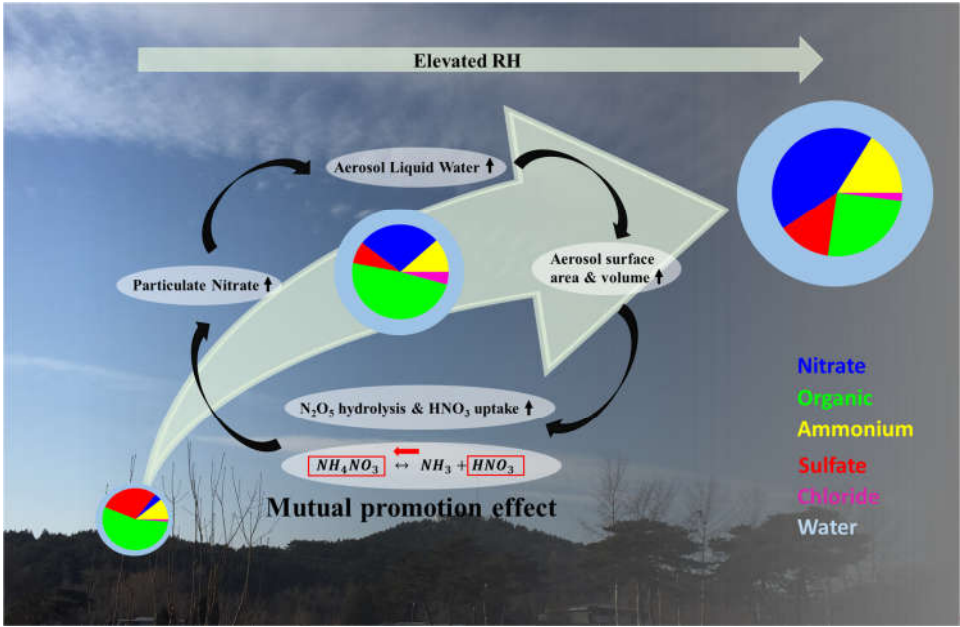 Elevated RH
Aerosol Liquid Water ⬆
Aerosol surface
area & volume ⬆
Particulate Nitrate ⬆
N₂O₅ hydrolysis & HNO₃ uptake ⬆
NH₄NO₃ ↔ NH₃ + HNO₃
Mutual promotion effect
Nitrate
Organic
Ammonium
Sulfate
Chloride
Water